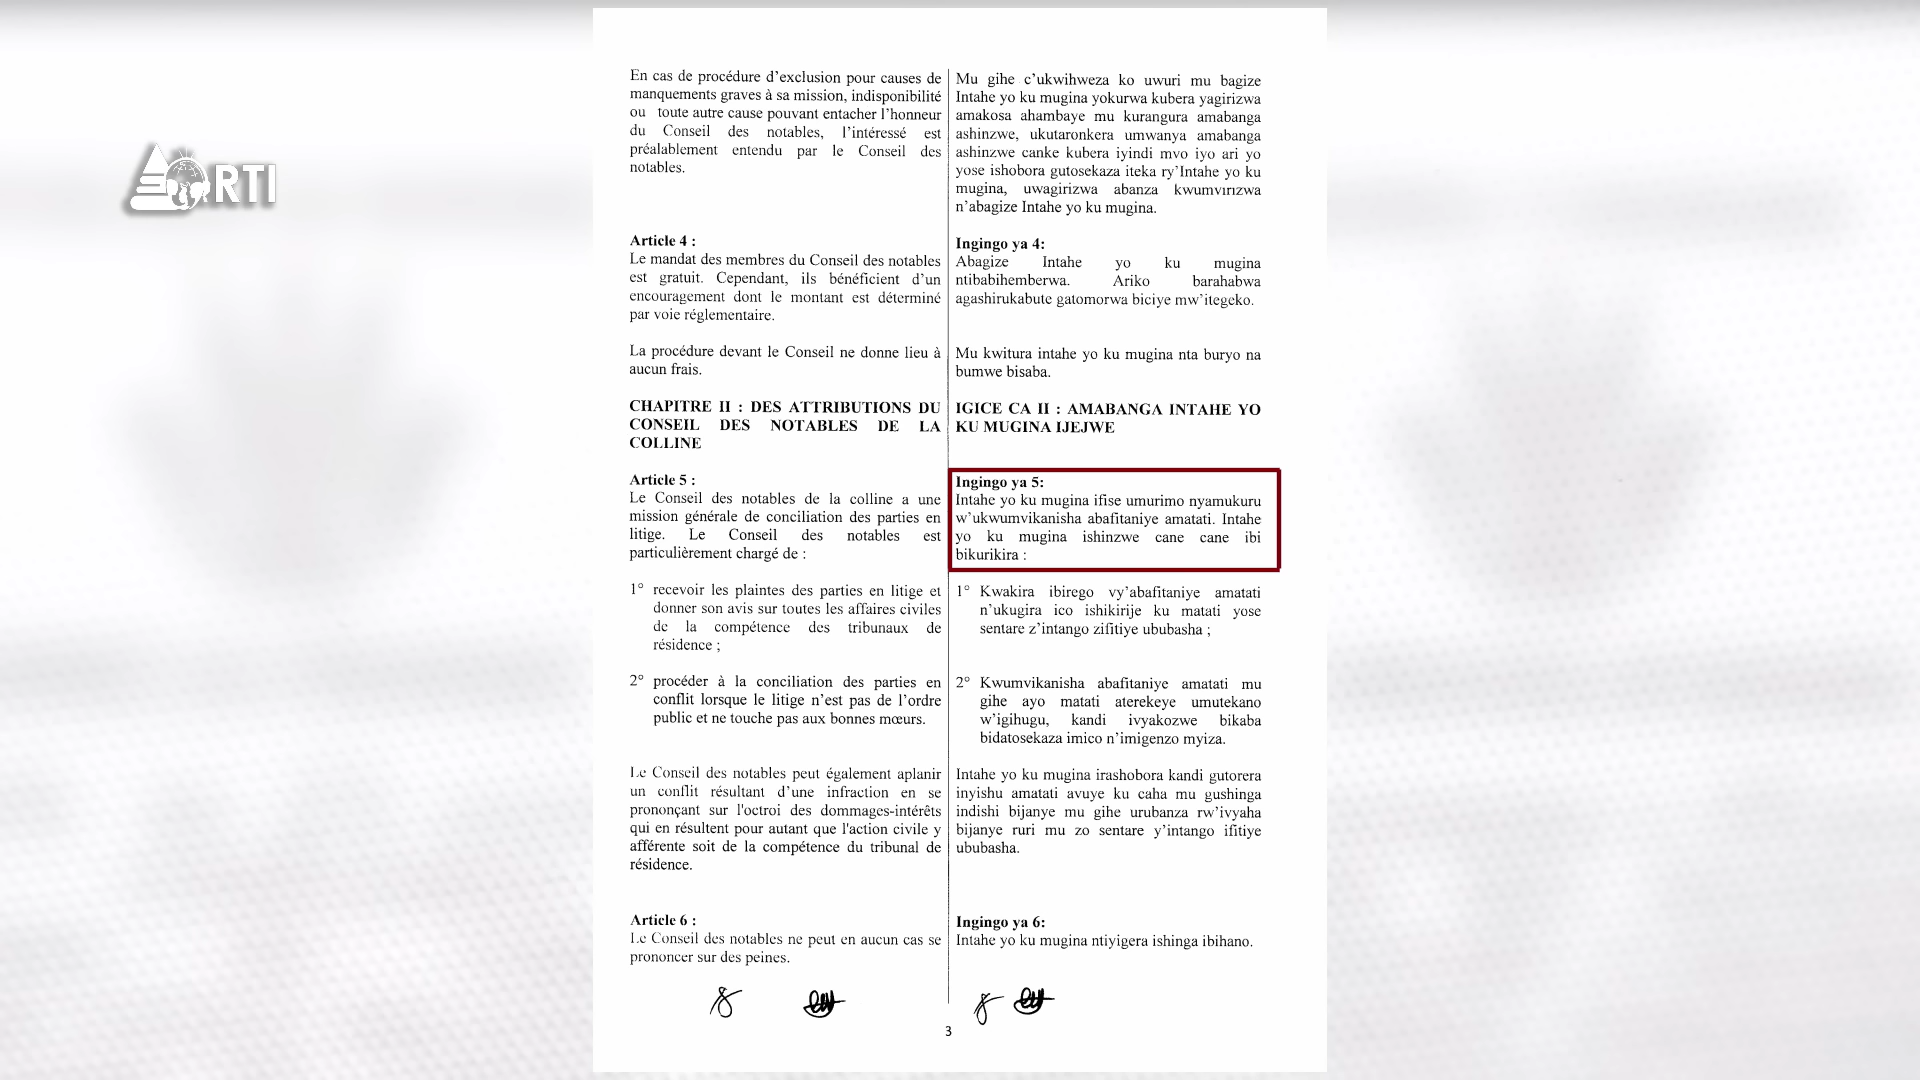 RTI
En cas de procédure d’exclusion pour causes de
manquements graves à sa mission, indisponibilité
ou toute autre cause pouvant entacher l’honneur
du Conseil des notables, l’intéressé est
préalablement entendu par le Conseil des
notables.
Article 4 :
Le mandat des membres du Conseil des notables
est gratuit. Cependant, ils bénéficient d’un
encouragement dont le montant est déterminé
par voie réglementaire.
La procédure devant le Conseil ne donne lieu à
aucun frais.
CHAPITRE II : DES ATTRIBUTIONS DU
CONSEIL DES NOTABLES DE LA
COLLINE
Article 5 :
Le Conseil des notables de la colline a une
mission générale de conciliation des parties en
litige. Le Conseil des notables est
particulièrement chargé de :
1° recevoir les plaintes des parties en litige et
donner son avis sur toutes les affaires civiles
de la compétence des tribunaux de
résidence ;
2° procéder à la conciliation des parties en
conflit lorsque le litige n’est pas de l’ordre
public et ne touche pas aux bonnes mœurs.
Le Conseil des notables peut également aplanir
un conflit résultant d’une infraction en se
prononçant sur l'octroi des dommages-intérêts
qui en résultent pour autant que l'action civile y
afférente soit de la compétence du tribunal de
résidence.
Article 6 :
Le Conseil des notables ne peut en aucun cas se
prononcer sur des peines.
Mu gihe c’ukwihweza ko uwuri mu bagize
Intahe yo ku mugina yokurwa kubera yagirizwa
amakosa ahambaye mu kurangura amabanga
ashinzwe, ukutaronkera umwanya amabanga
ashinzwe canke kubera iyindi mvo iyo ari yo
yose ishobora gutosekaza iteka ry’Intahe yo ku
mugina, uwagirizwa abanza kwumvirizwa
n’abagize Intahe yo ku mugina.
Ingingo ya 4:
Abagize Intahe yo ku mugina
ntibabihemberwa. Ariko barahabwa
agashirukabute gatomorwa biciye mw’itegeko.
Mu kwitura intahe yo ku mugina nta buryo na
bumwe bisaba.
IGICE CA II : AMABANGA INTAHE YO
KU MUGINA IJEJWE
Ingingo ya 5:
Intahe yo ku mugina ifise umurimo nyamukuru
w’ukwumvikanisha abafitaniye amatati. Intahe
yo ku mugina ishinzwe cane cane ibi
bikurikira :
1° Kwakira ibirego vy’abafitaniye amatati
n’ukugira ico ishikirije ku matati yose
sentare z’intango zifitiye ububasha ;
2° Kwumvikanisha abafitaniye amatati mu
gihe ayo matati aterekeye umutekano
w’igihugu, kandi ivyakozwe bikaba
bidatosekaza imico n’imigenzo myiza.
Intahe yo ku mugina irashobora kandi gutorera
inyishu amatati avuye ku caha mu gushinga
indishi bijanye mu gihe urubanza rw’ivyaha
bijanye ruri mu zo sentare y’intango ifitiye
ububasha.
Ingingo ya 6:
Intahe yo ku mugina ntiyigera ishinga ibihano.
3